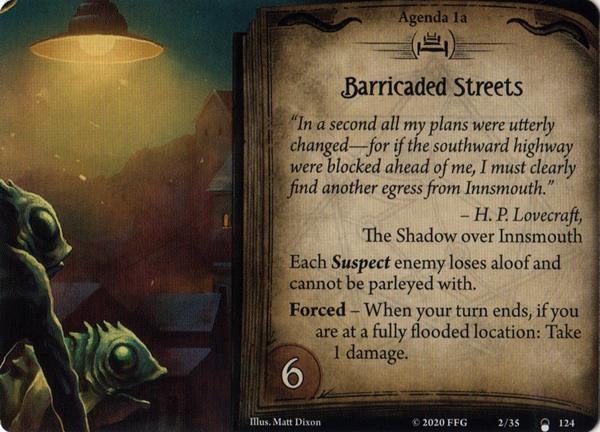 Agenda 1a
Barricaded Streets
“In a second all my plans were utterly
changed—for if the southward highway
were blocked ahead of me, I must clearly
find another egress from Innsmouth.”
– H. P. Lovecraft,
The Shadow over Innsmouth
Each Suspect enemy loses aloof and
cannot be parleyed with.
Forced – When your turn ends, if you
are at a fully flooded location: Take
1 damage.
6
Illus. Matt Dixon © 2020 FFG 2/35 124